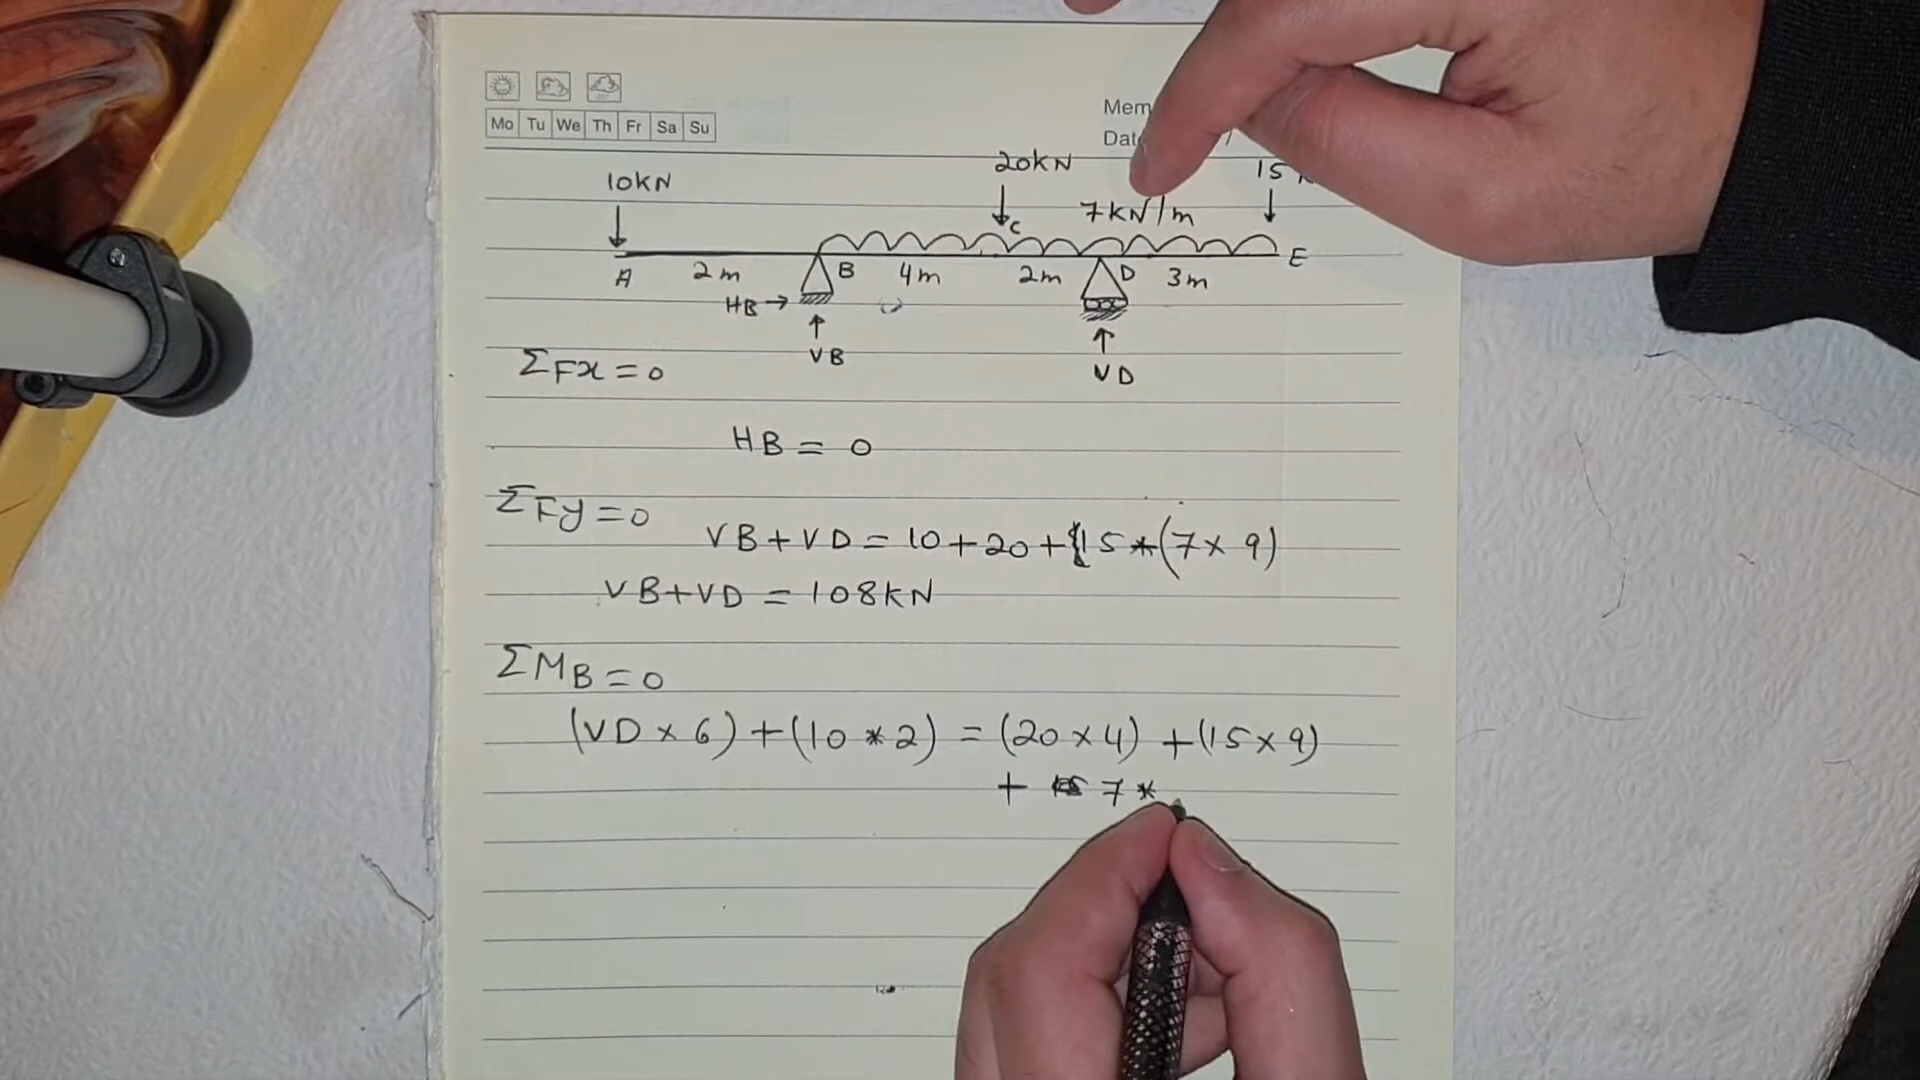 Mem
Mo Tu We Th Fr Sa Su
Dat /
10kN 20kN 15
7kN/m
A 2m B 4m C 2m D 3m E
HB →
VB VD
ΣFx = 0
HB = 0
ΣFy = 0
VB + VD = 10 + 20 + 15 + (7 × 9)
VB + VD = 108kN
ΣMB = 0
(VD × 6) + (10 * 2) = (20 × 4) + (15 × 9)
+ 7 *